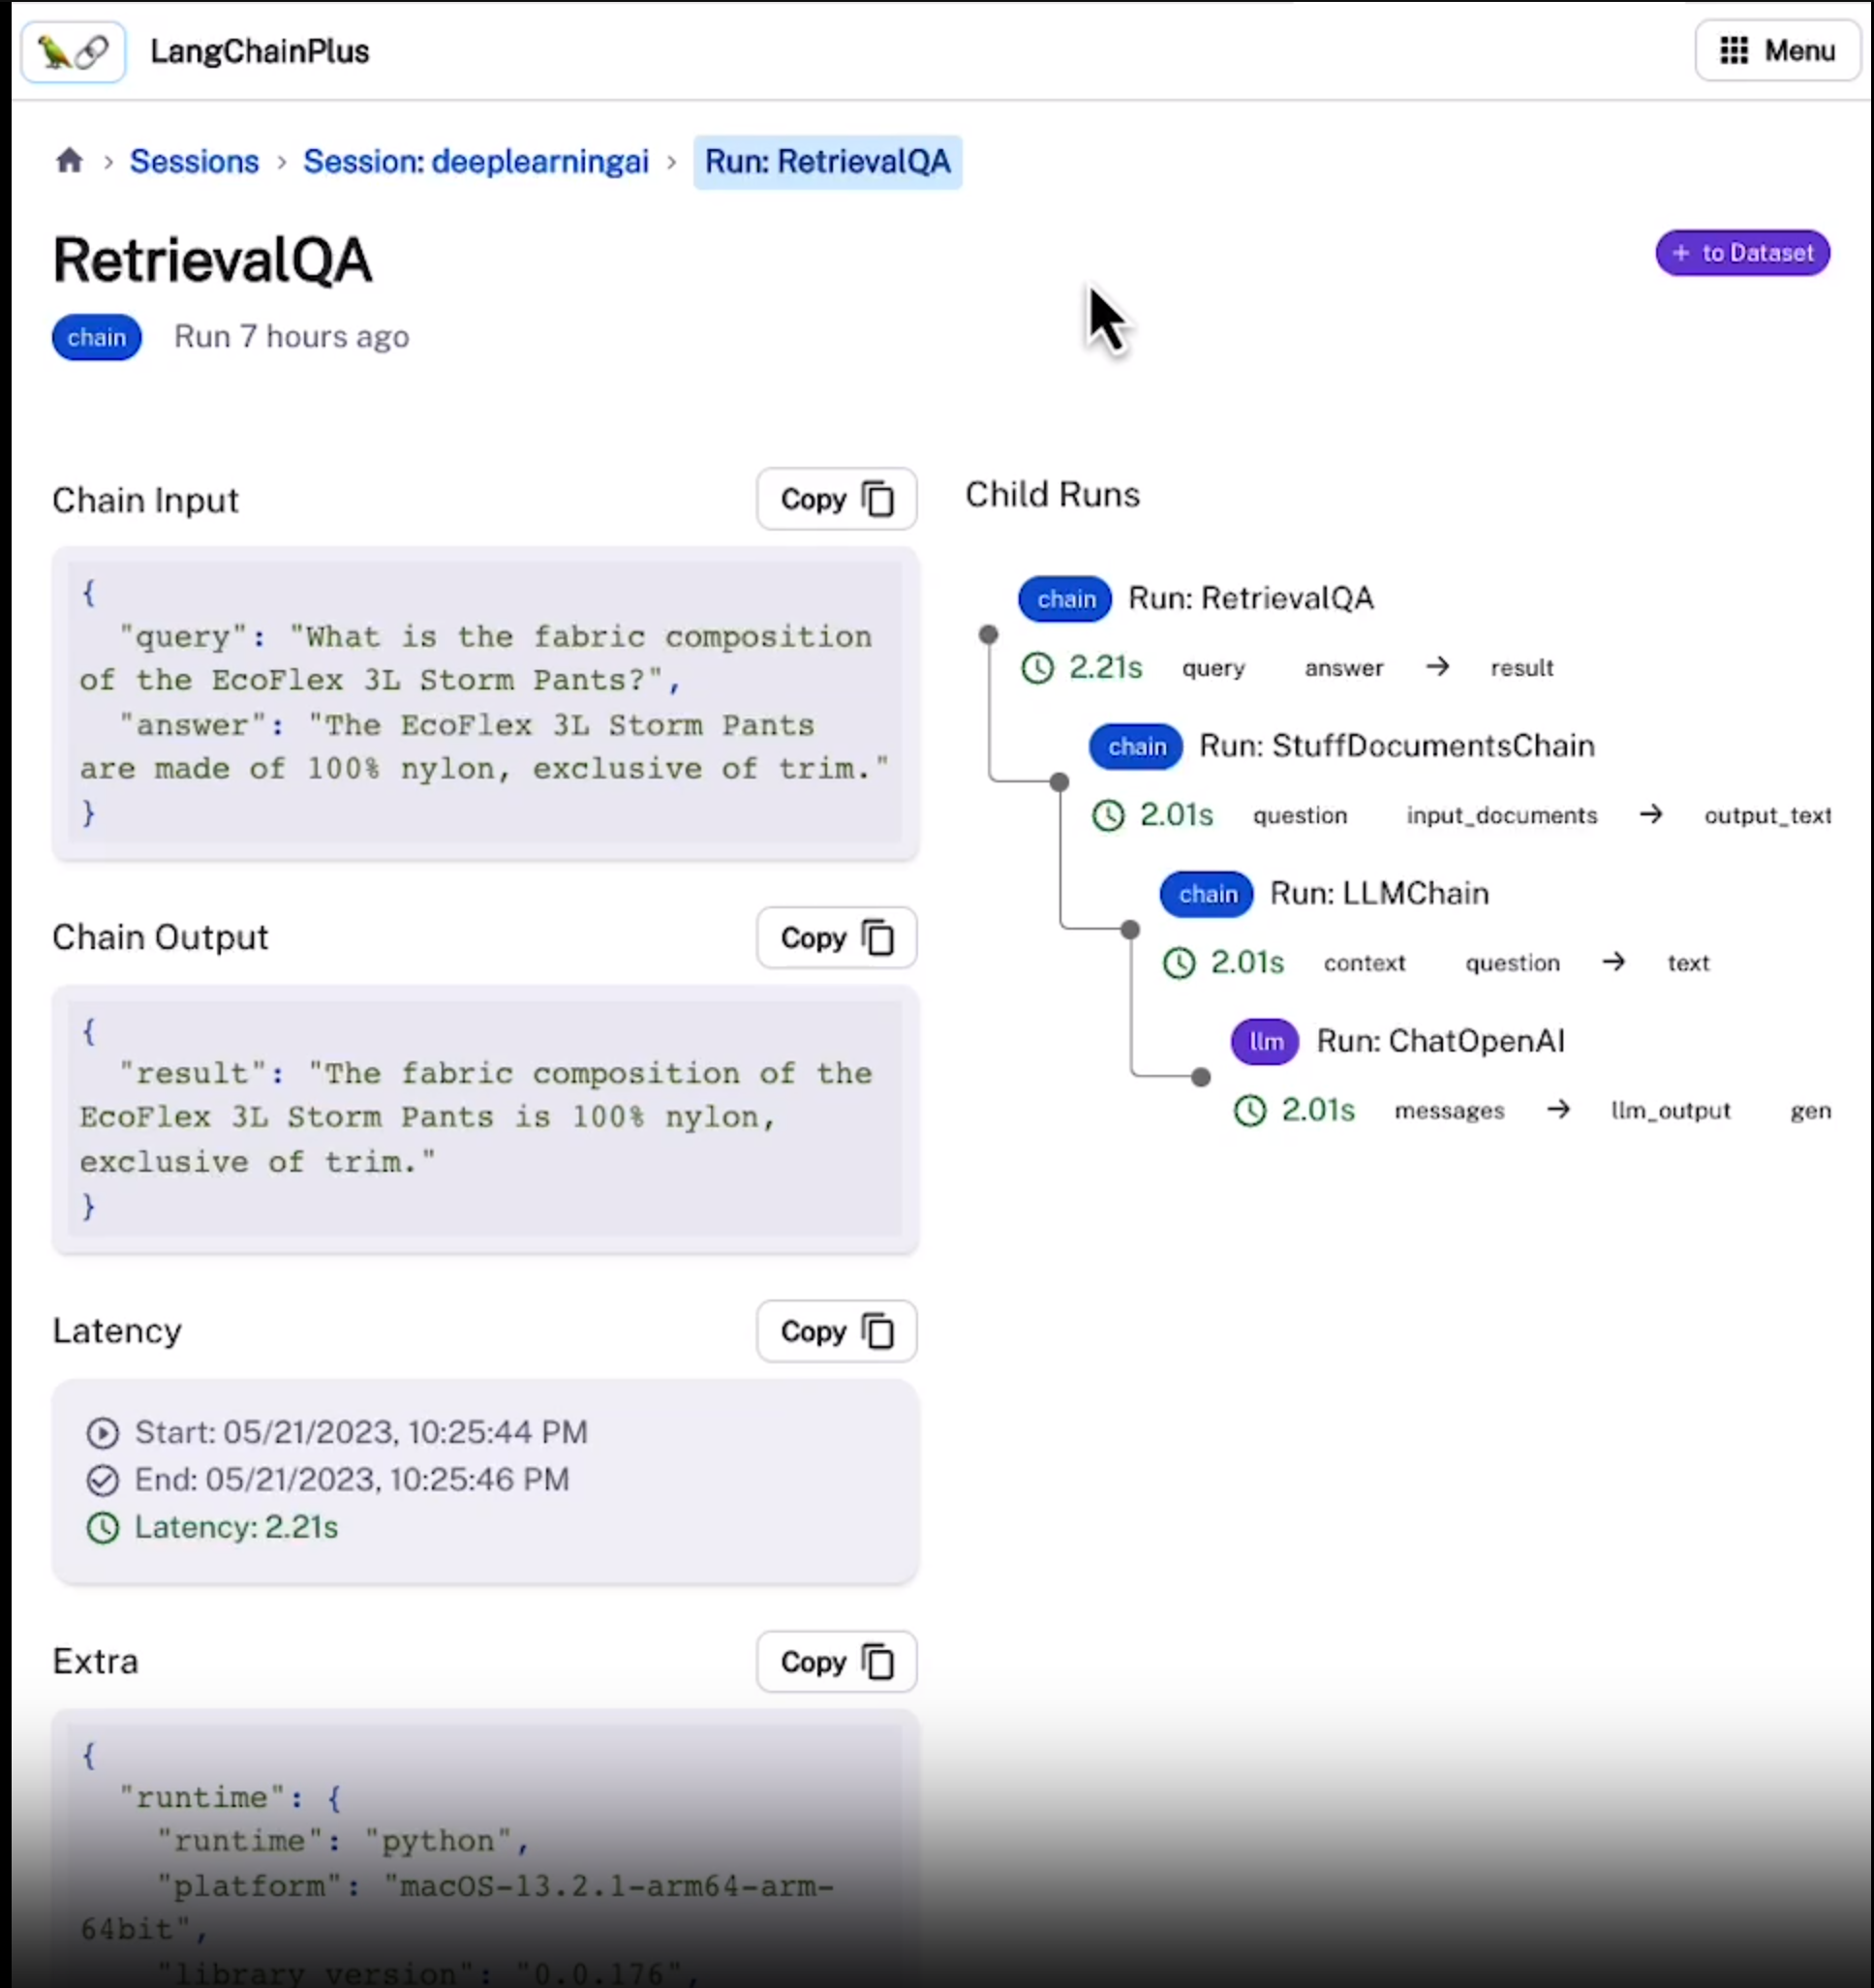 LangChainPlus
Menu
Sessions
Session: deeplearningai
Run: RetrievalQA
RetrievalQA
+ to Dataset
chain
Run 7 hours ago
Chain Input
Copy
{
"query": "What is the fabric composition
of the EcoFlex 3L Storm Pants?",
"answer": "The EcoFlex 3L Storm Pants
are made of 100% nylon, exclusive of trim."
}
Chain Output
Copy
{
"result": "The fabric composition of the
EcoFlex 3L Storm Pants is 100% nylon,
exclusive of trim."
}
Latency
Copy
Start: 05/21/2023, 10:25:44 PM
End: 05/21/2023, 10:25:46 PM
Latency: 2.21s
Extra
Copy
{
"runtime": {
"runtime": "python",
"platform": "macOS-13.2.1-arm64-arm-
64bit",
"library_version": "0.0.176",
Child Runs
chain Run: RetrievalQA
2.21s query answer → result
chain Run: StuffDocumentsChain
2.01s question input_documents → output_text
chain Run: LLMChain
2.01s context question → text
llm Run: ChatOpenAI
2.01s messages → llm_output gen